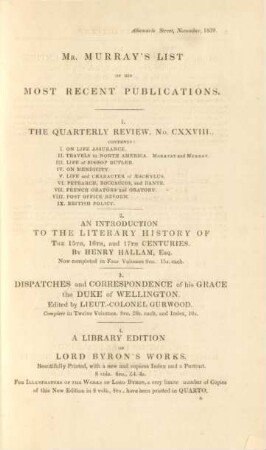 Albemarle Street, November, 1839.
MR. MURRAY'S LIST
OF HIS
MOST RECENT PUBLICATIONS.
1.
THE QUARTERLY REVIEW, No. CXXVIII.
CONTENTS:
I. ON LIFE ASSURANCE.
II. TRAVELS IN NORTH AMERICA. MARRYAT and MURRAY.
III. LIFE OF BISHOP BUTLER.
IV. ON HEREDITY.
V. LIFE AND CHARACTER OF ÆSCHYLUS.
VI. PETRARCH, BOCCACCIO, AND DANTE.
VII. FRENCH ORATORS AND ORATORY.
VIII. POST OFFICE REFORM.
IX. BRITISH POLICY.
2.
AN INTRODUCTION
TO THE LITERARY HISTORY OF
THE 15TH, 16TH, AND 17TH CENTURIES.
BY HENRY HALLAM, ESQ.
Now completed in Four Volumes 8vo. 15s. each.
3.
DISPATCHES AND CORRESPONDENCE of his GRACE
the DUKE of WELLINGTON.
Edited by LIEUT.-COLONEL GURWOOD.
Complete in Twelve Volumes. 8vo. 20s. each, and Index, 10s.
4.
A LIBRARY EDITION
OF
LORD BYRON'S WORKS.
Beautifully Printed, with a new and copious Index and a Portrait.
8 vols. 8vo.
FOR ILLUSTRATORS OF THE WORKS OF LORD BYRON, a very limited number of Copies
of this New Edition in 8 vols. 8vo., have been printed in QUARTO.